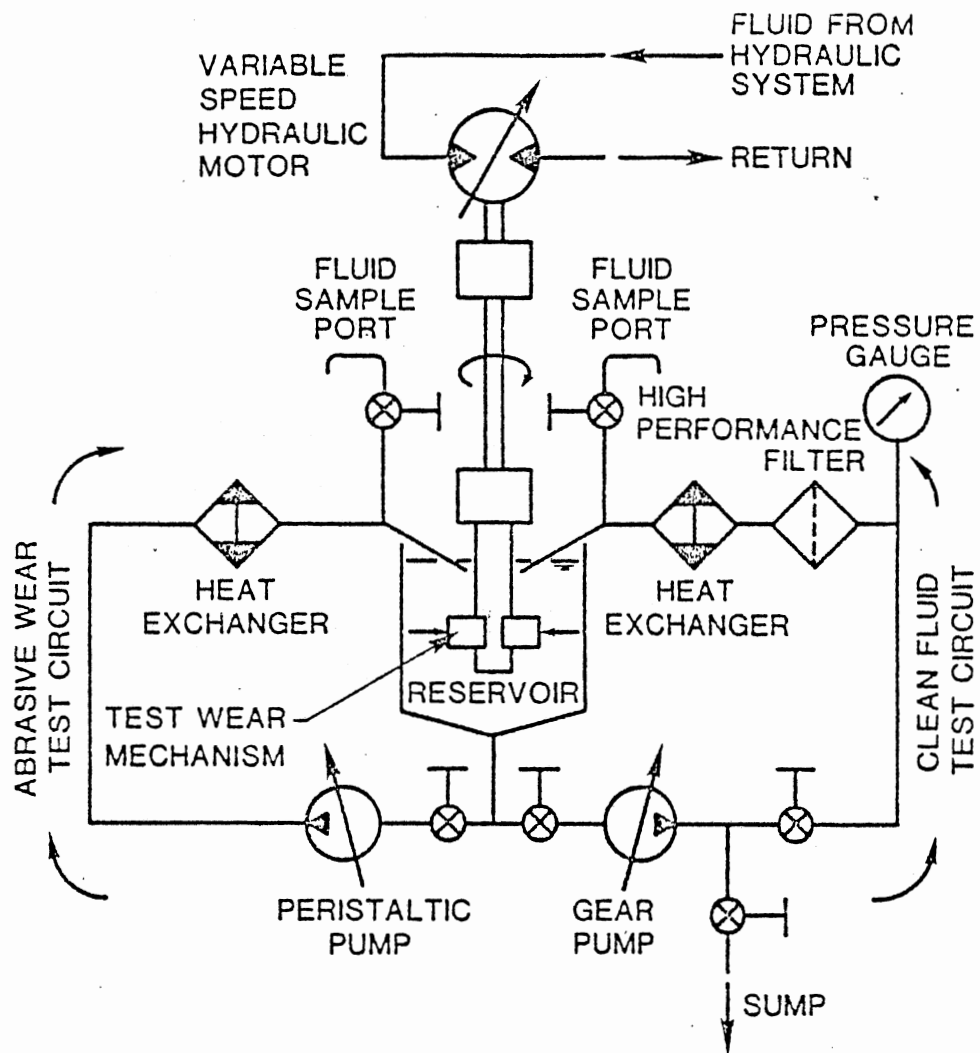 FLUID FROM
HYDRAULIC
SYSTEM
VARIABLE
SPEED
HYDRAULIC
MOTOR
RETURN
FLUID
SAMPLE
PORT
FLUID
SAMPLE
PORT
PRESSURE
GAUGE
HIGH
PERFORMANCE
FILTER
ABRASIVE WEAR
TEST CIRCUIT
HEAT
EXCHANGER
HEAT
EXCHANGER
CLEAN FLUID
TEST CIRCUIT
RESERVOIR
TEST WEAR
MECHANISM
PERISTALTIC
PUMP
GEAR
PUMP
SUMP